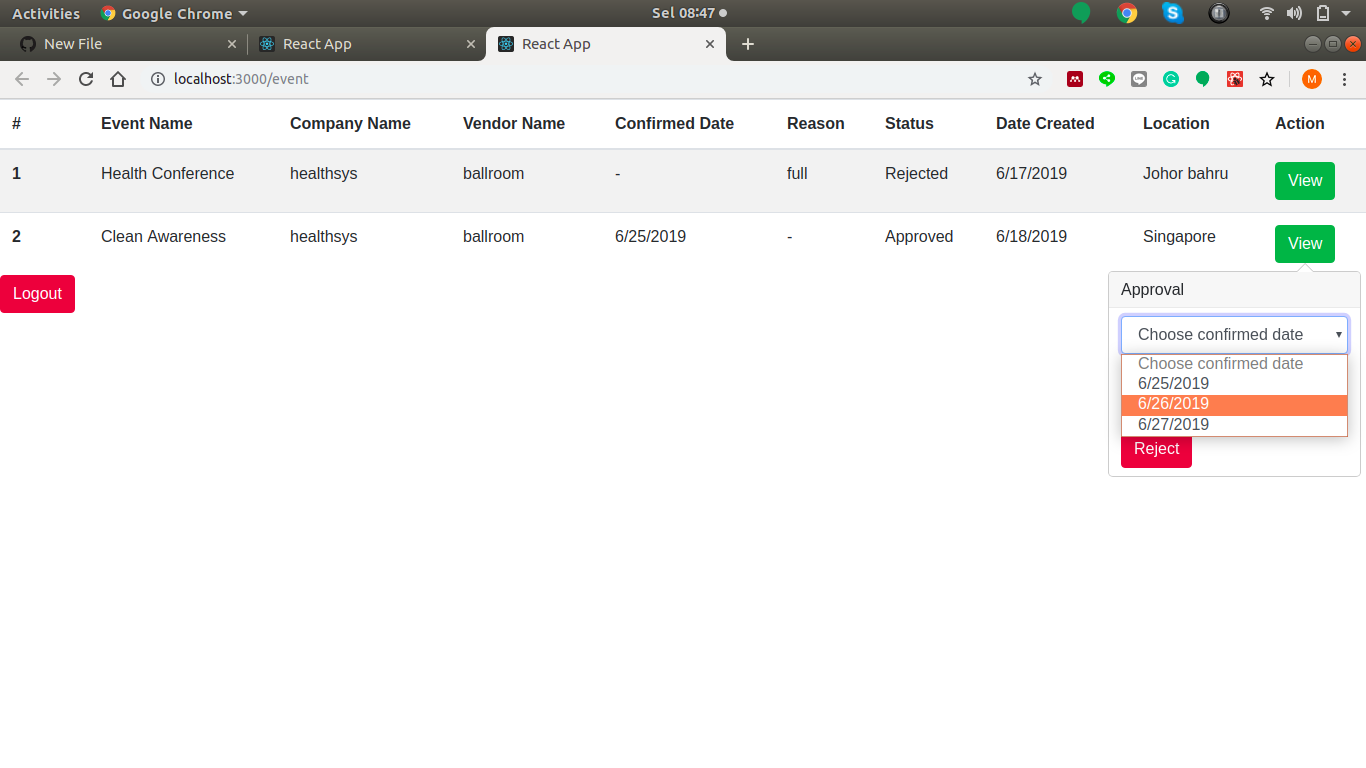 Activities Google Chrome Sel 08:47
New File React App React App
localhost:3000/event M
# Event Name Company Name Vendor Name Confirmed Date Reason Status Date Created Location Action
1 Health Conference healthsys ballroom - full Rejected 6/17/2019 Johor bahru View
2 Clean Awareness healthsys ballroom 6/25/2019 - Approved 6/18/2019 Singapore View
Logout
Approval
Choose confirmed date
Choose confirmed date
6/25/2019
6/26/2019
6/27/2019
Reject